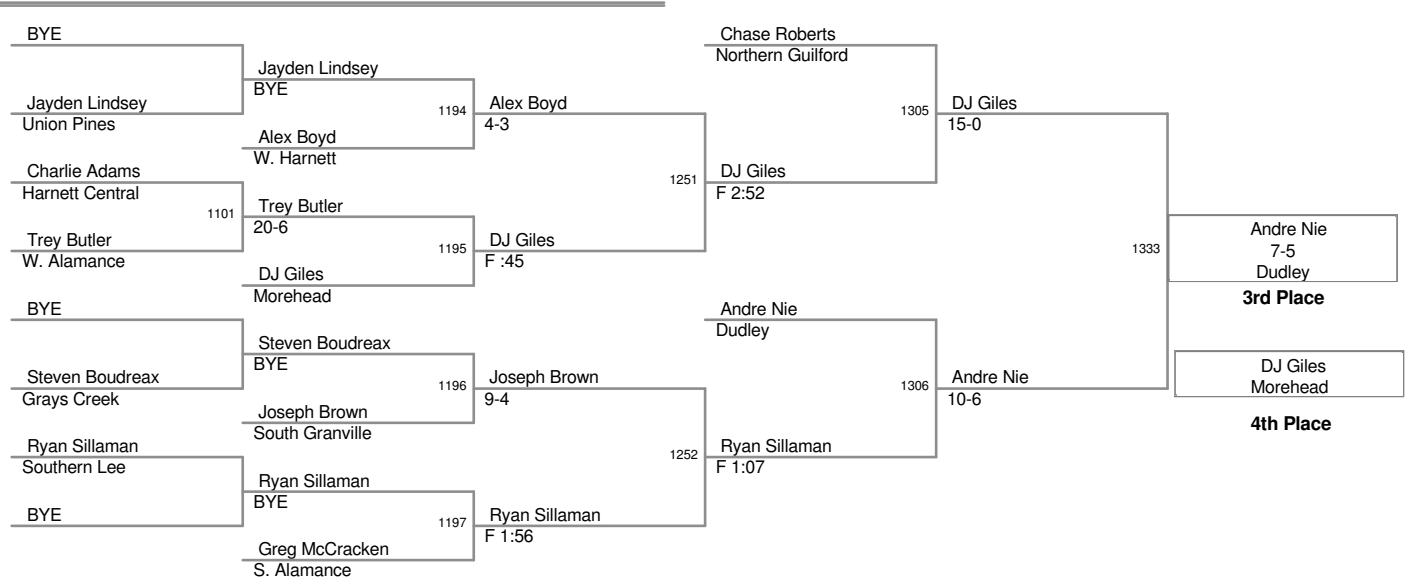 BYE
Jayden Lindsey
Union Pines
Charlie Adams
Harnett Central
1101
Trey Butler
W. Alamance
BYE
Steven Boudreax
Grays Creek
Ryan Sillaman
Southern Lee
BYE
Jayden Lindsey
BYE
1194
Alex Boyd
W. Harnett
Trey Butler
20-6
1195
DJ Giles
Morehead
Steven Boudreax
BYE
1196
Joseph Brown
South Granville
Ryan Sillaman
BYE
1197
Greg McCracken
S. Alamance
Alex Boyd
4-3
1251
DJ Giles
F :45
Joseph Brown
9-4
1252
Ryan Sillaman
F 1:56
Chase Roberts
Northern Guilford
1305
DJ Giles
F 2:52
Andre Nie
Dudley
1306
Ryan Sillaman
F 1:07
DJ Giles
15-0
1333
Andre Nie
10-6
Andre Nie
7-5
Dudley
3rd Place
DJ Giles
Morehead
4th Place